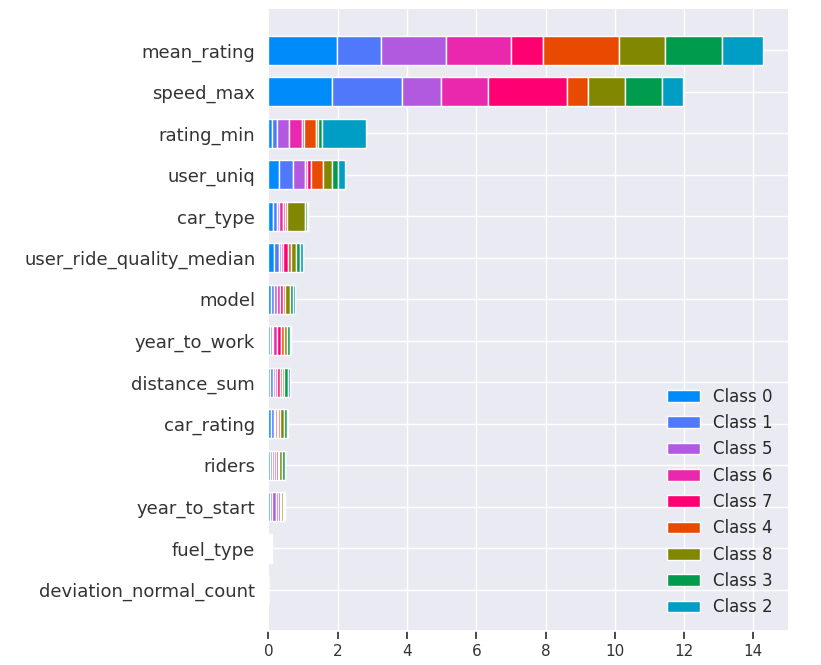 mean_rating
speed_max
rating_min
user_uniq
car_type
user_ride_quality_median
model
year_to_work
distance_sum
car_rating
riders
year_to_start
fuel_type
deviation_normal_count
Class 0
Class 1
Class 5
Class 6
Class 7
Class 4
Class 8
Class 3
Class 2
0 2 4 6 8 10 12 14